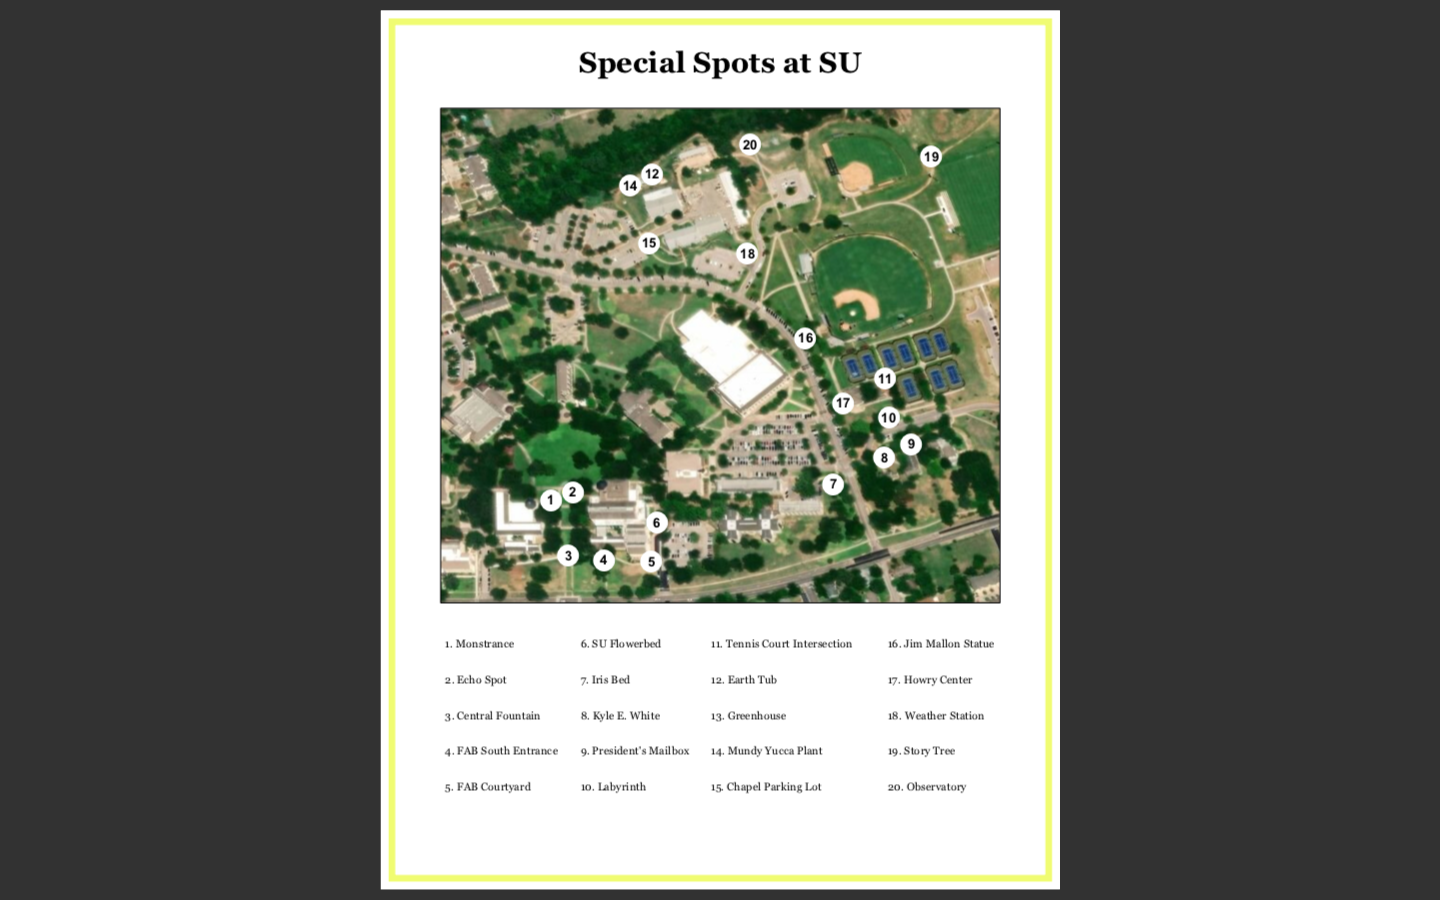 Special Spots at SU
20
19
12
14
15
18
16
11
17
10
9
8
7
2
1
6
3
4
5
1. Monstrance
2. Echo Spot
3. Central Fountain
4. FAB South Entrance
5. FAB Courtyard
6. SU Flowerbed
7. Iris Bed
8. Kyle E. White
9. President's Mailbox
10. Labyrinth
11. Tennis Court Intersection
12. Earth Tub
13. Greenhouse
14. Mundy Yucca Plant
15. Chapel Parking Lot
16. Jim Mallon Statue
17. Howry Center
18. Weather Station
19. Story Tree
20. Observatory